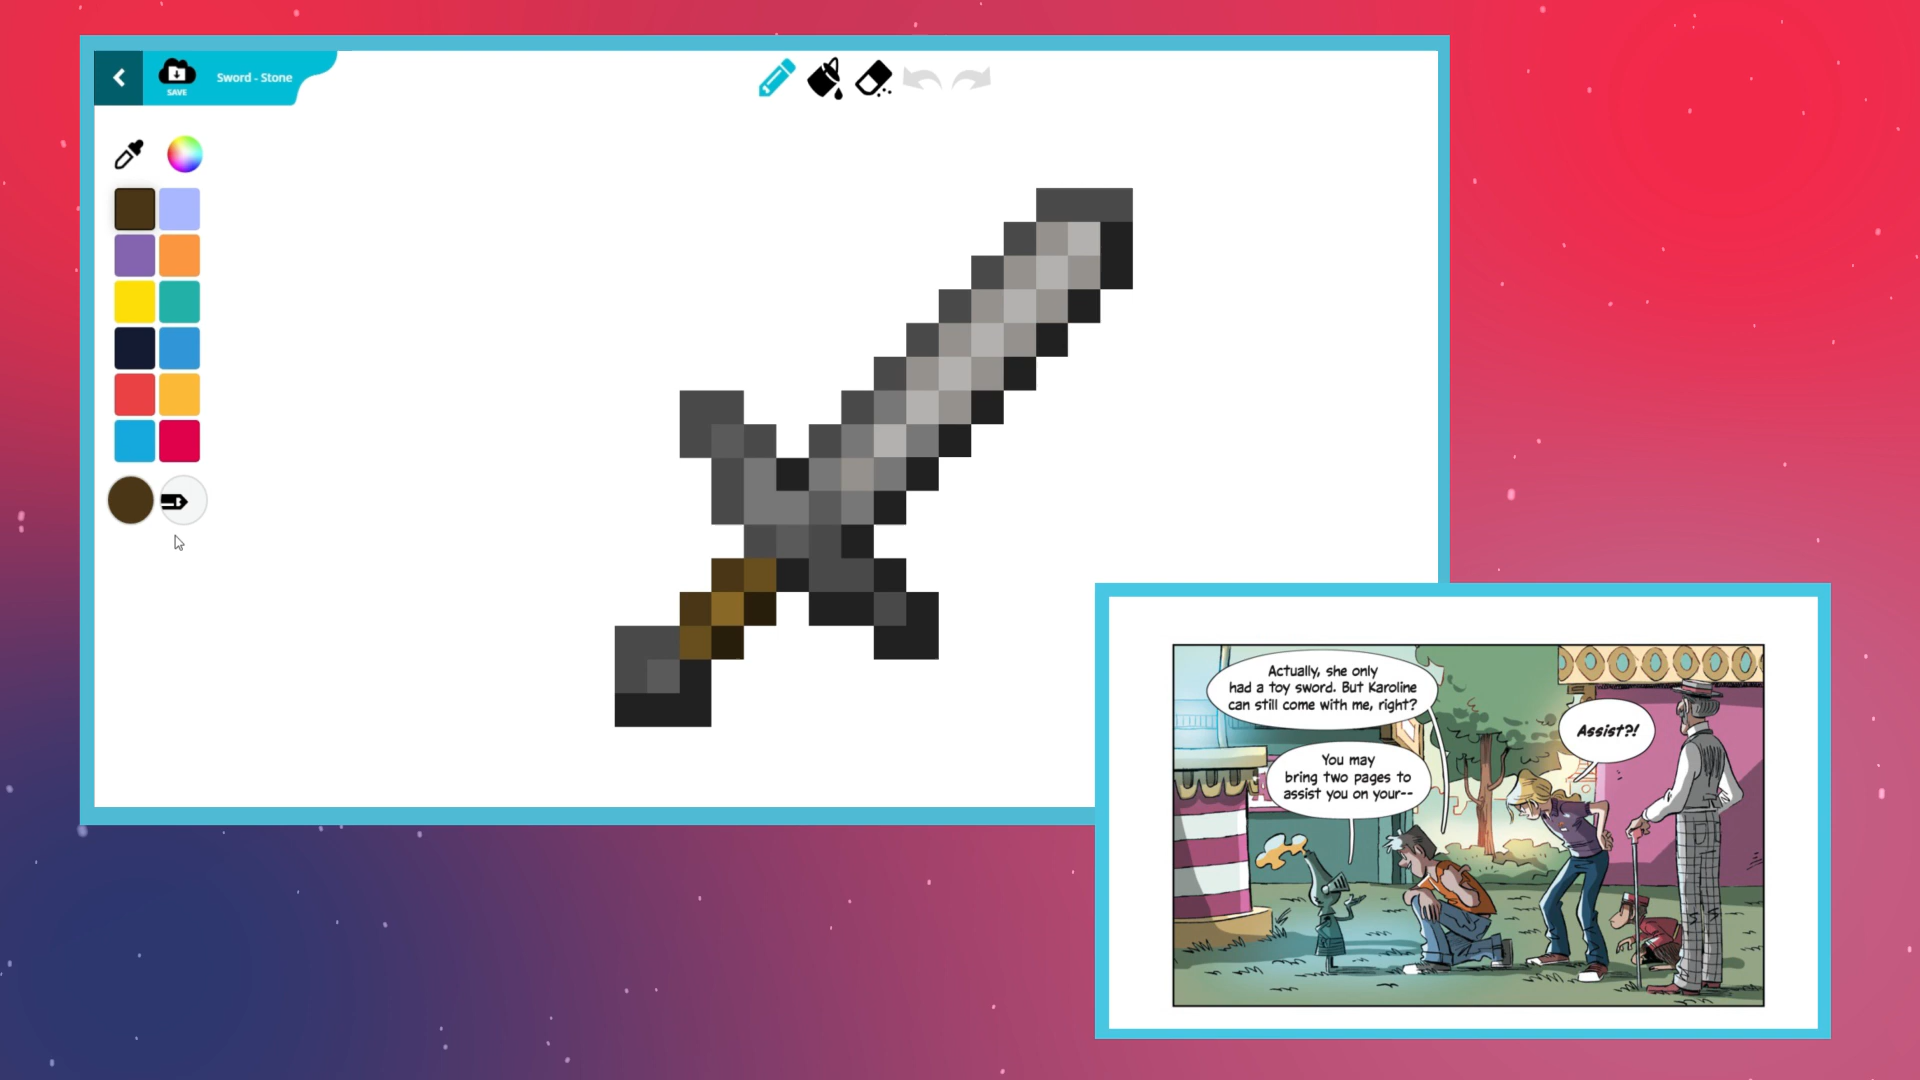 SAVE
Sword - Stone
Actually, she only
had a toy sword. But Karoline
can still come with me, right?
Assist?!
You may
bring two pages to
assist you on your--